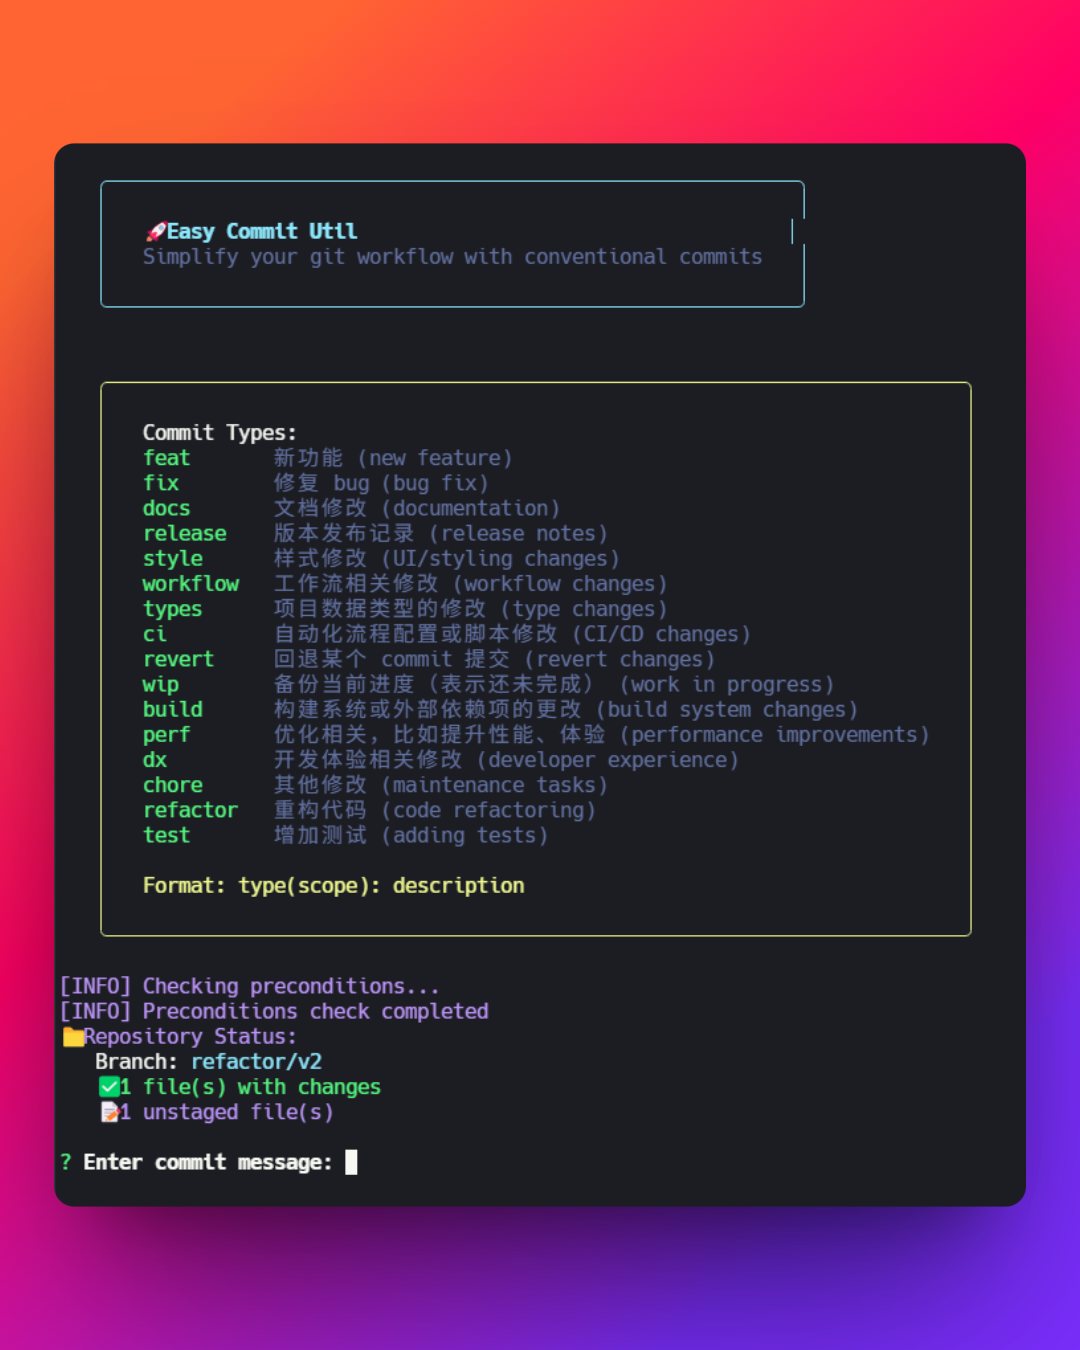 🚀Easy Commit Util
Simplify your git workflow with conventional commits
Commit Types:
feat 新功能 (new feature)
fix 修复 bug (bug fix)
docs 文档修改 (documentation)
release 版本发布记录 (release notes)
style 样式修改 (UI/styling changes)
workflow 工作流相关修改 (workflow changes)
types 项目数据类型的修改 (type changes)
ci 自动化流程配置或脚本修改 (CI/CD changes)
revert 回退某个 commit 提交 (revert changes)
wip 备份当前进度（表示还未完成） (work in progress)
build 构建系统或外部依赖项的更改 (build system changes)
perf 优化相关，比如提升性能、体验 (performance improvements)
dx 开发体验相关修改 (developer experience)
chore 其他修改 (maintenance tasks)
refactor 重构代码 (code refactoring)
test 增加测试 (adding tests)
Format: type(scope): description
[INFO] Checking preconditions...
[INFO] Preconditions check completed
📁Repository Status:
Branch: refactor/v2
✅1 file(s) with changes
📝1 unstaged file(s)
? Enter commit message: